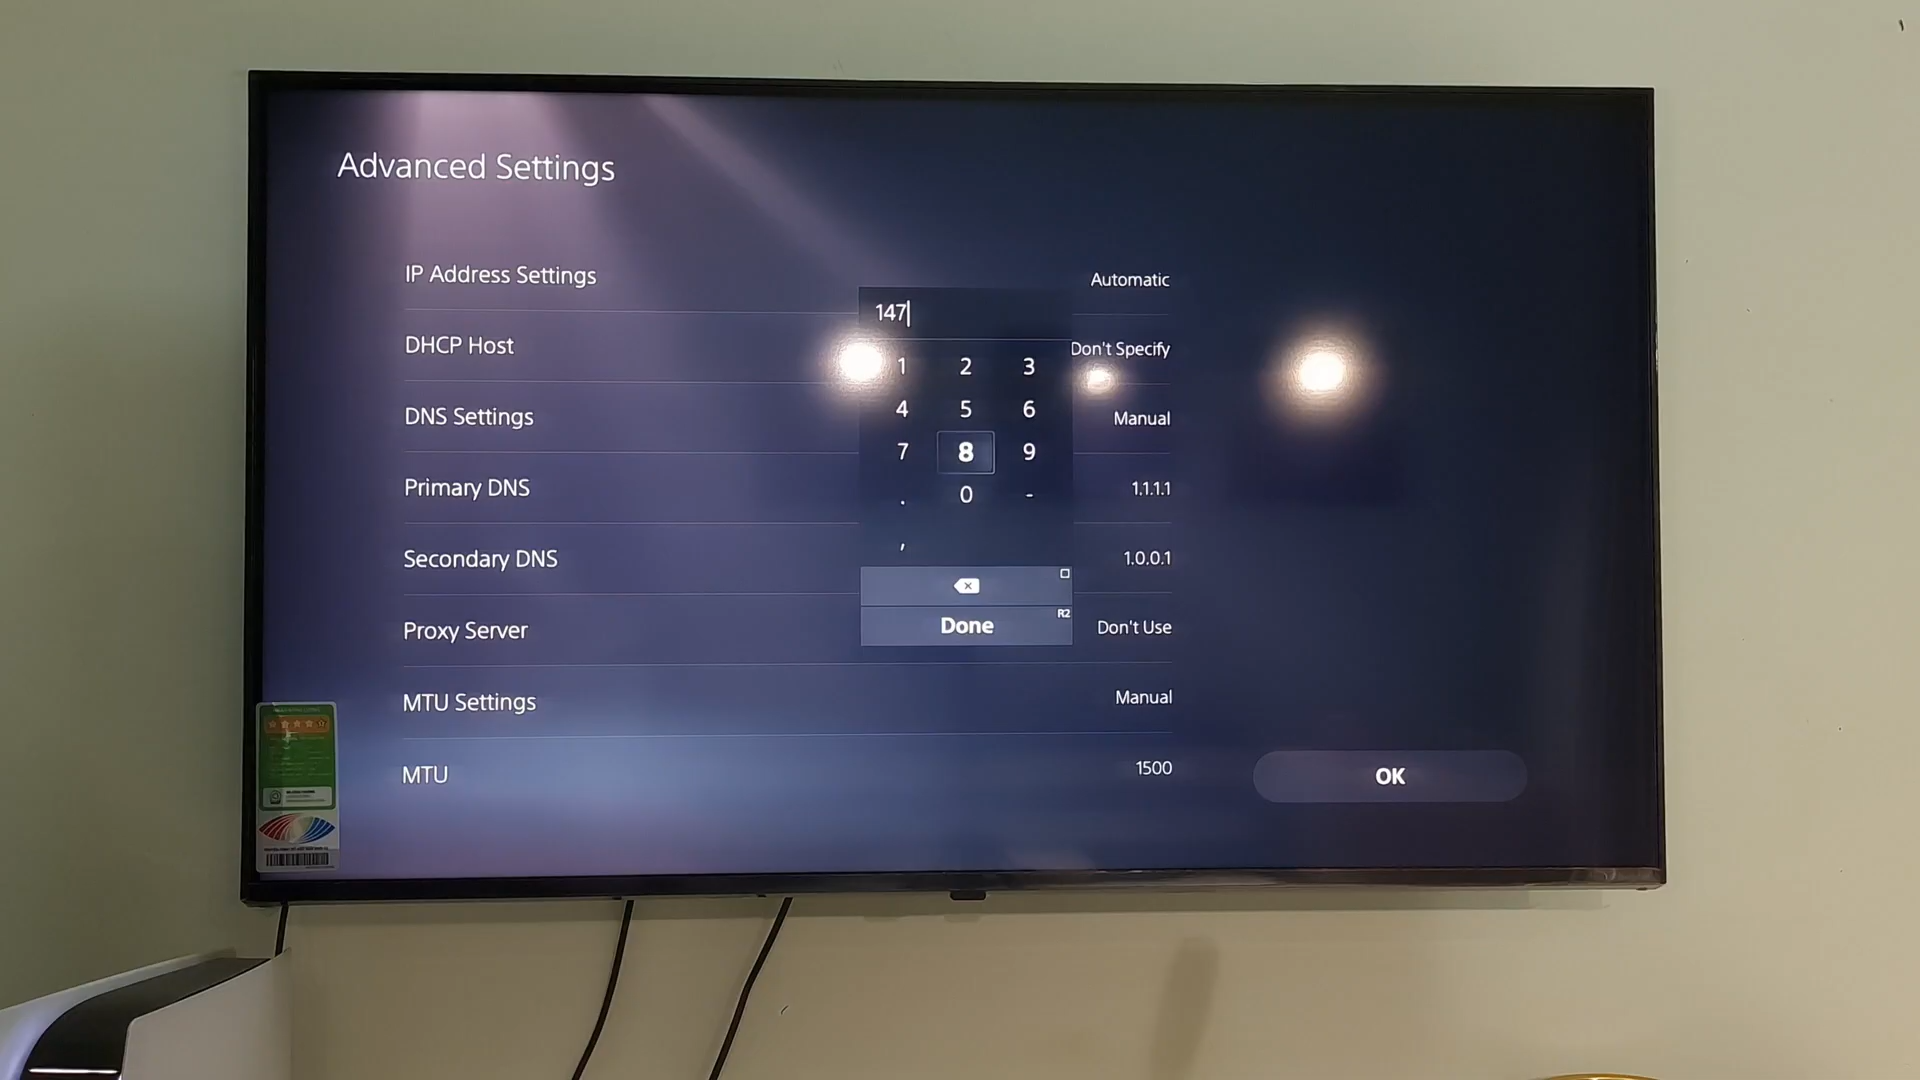 Advanced Settings
IP Address Settings Automatic
147
DHCP Host Don't Specify
1 2 3
4 5 6
DNS Settings Manual
7 8 9
Primary DNS 1.1.1.1
. 0 -
,
Secondary DNS 1.0.0.1
R2
Done
Proxy Server Don't Use
MTU Settings Manual
MTU 1500
OK